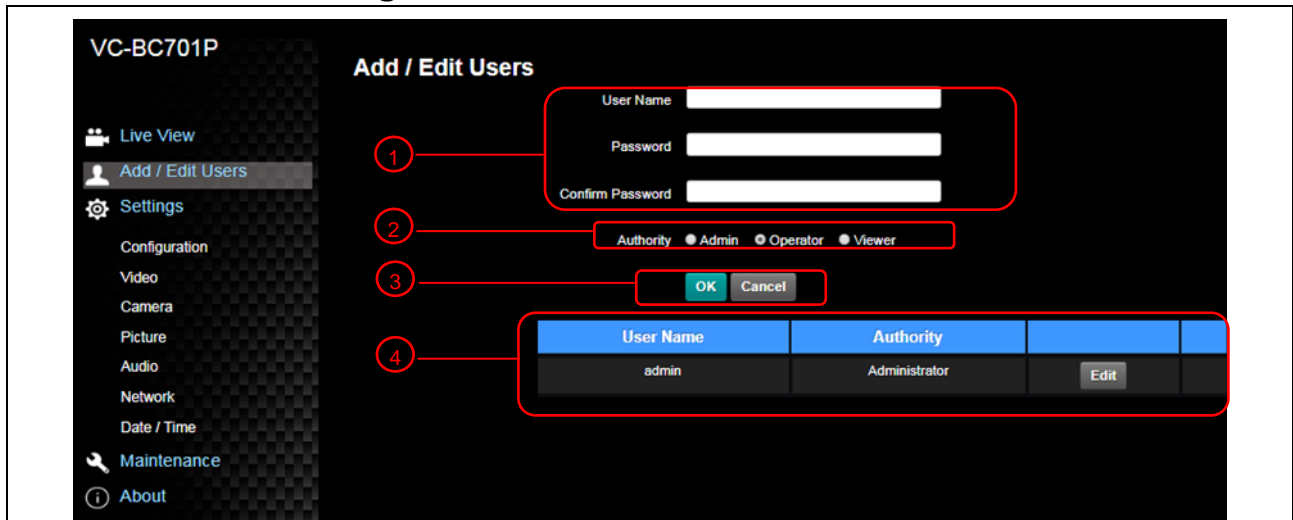 VC-BC701P
Live View
Add / Edit Users
Settings
Configuration
Video
Camera
Picture
Audio
Network
Date / Time
Maintenance
About
Add / Edit Users
1
User Name
Password
Confirm Password
2
Authority Admin Operator Viewer
3
OK Cancel
4
User Name Authority
admin Administrator Edit